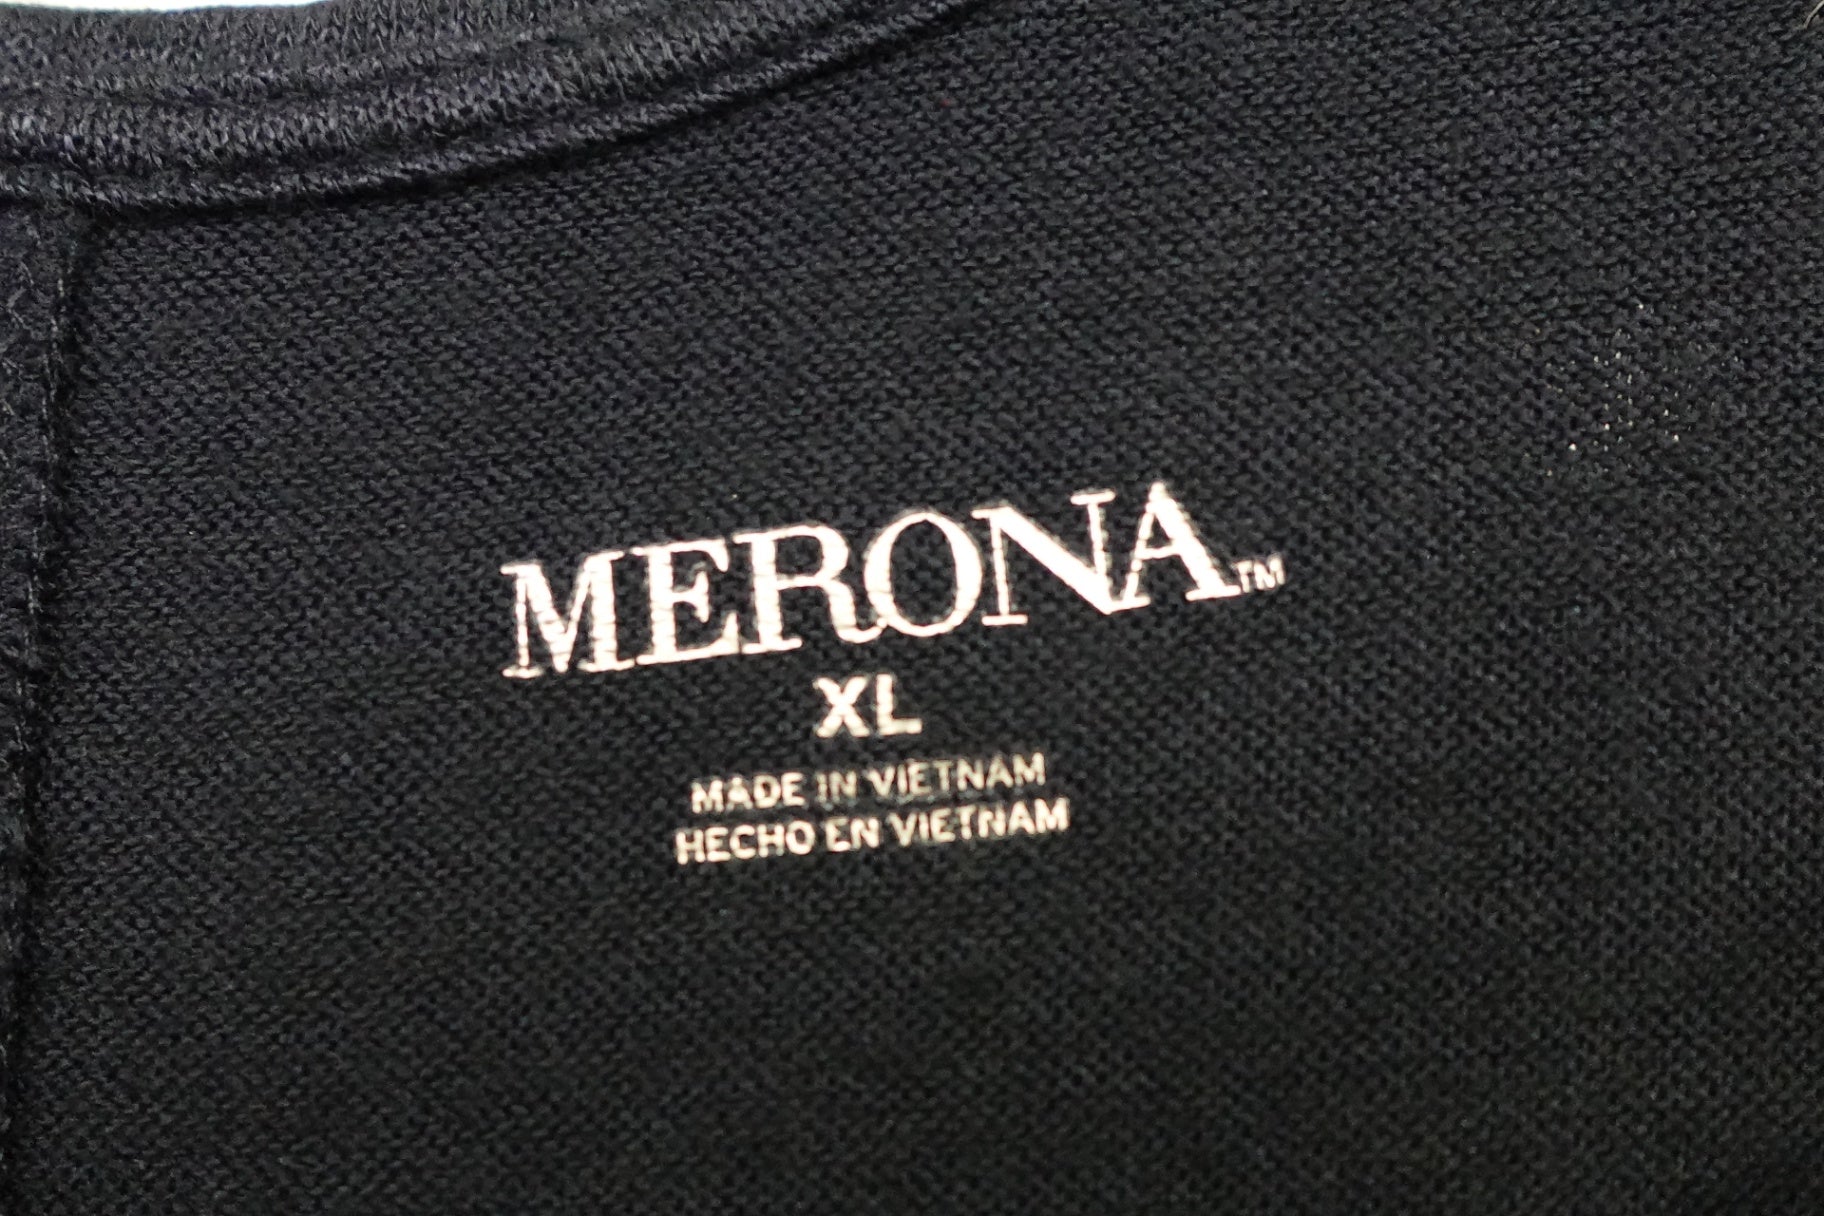 MERONA™
XL
MADE IN VIETNAM
HECHO EN VIETNAM